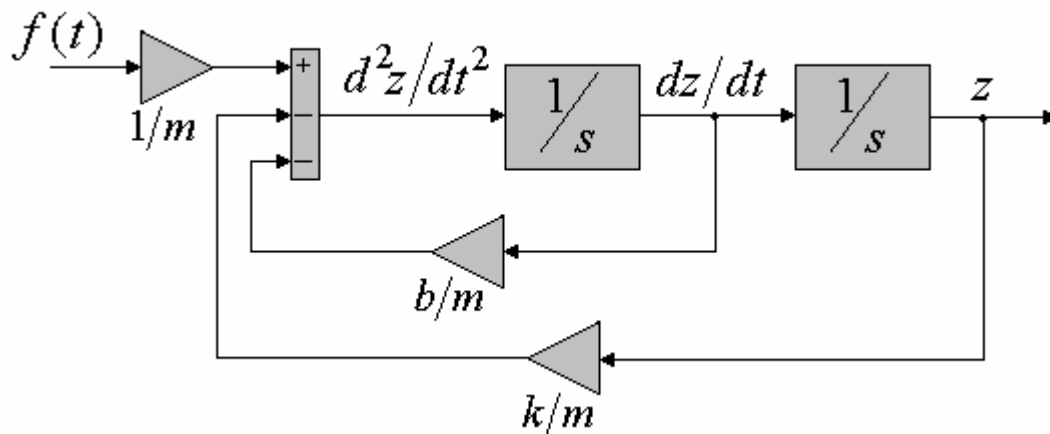 f(t)
1/m
+
−
−
d²z/dt²
1/s
dz/dt
1/s
z
b/m
k/m